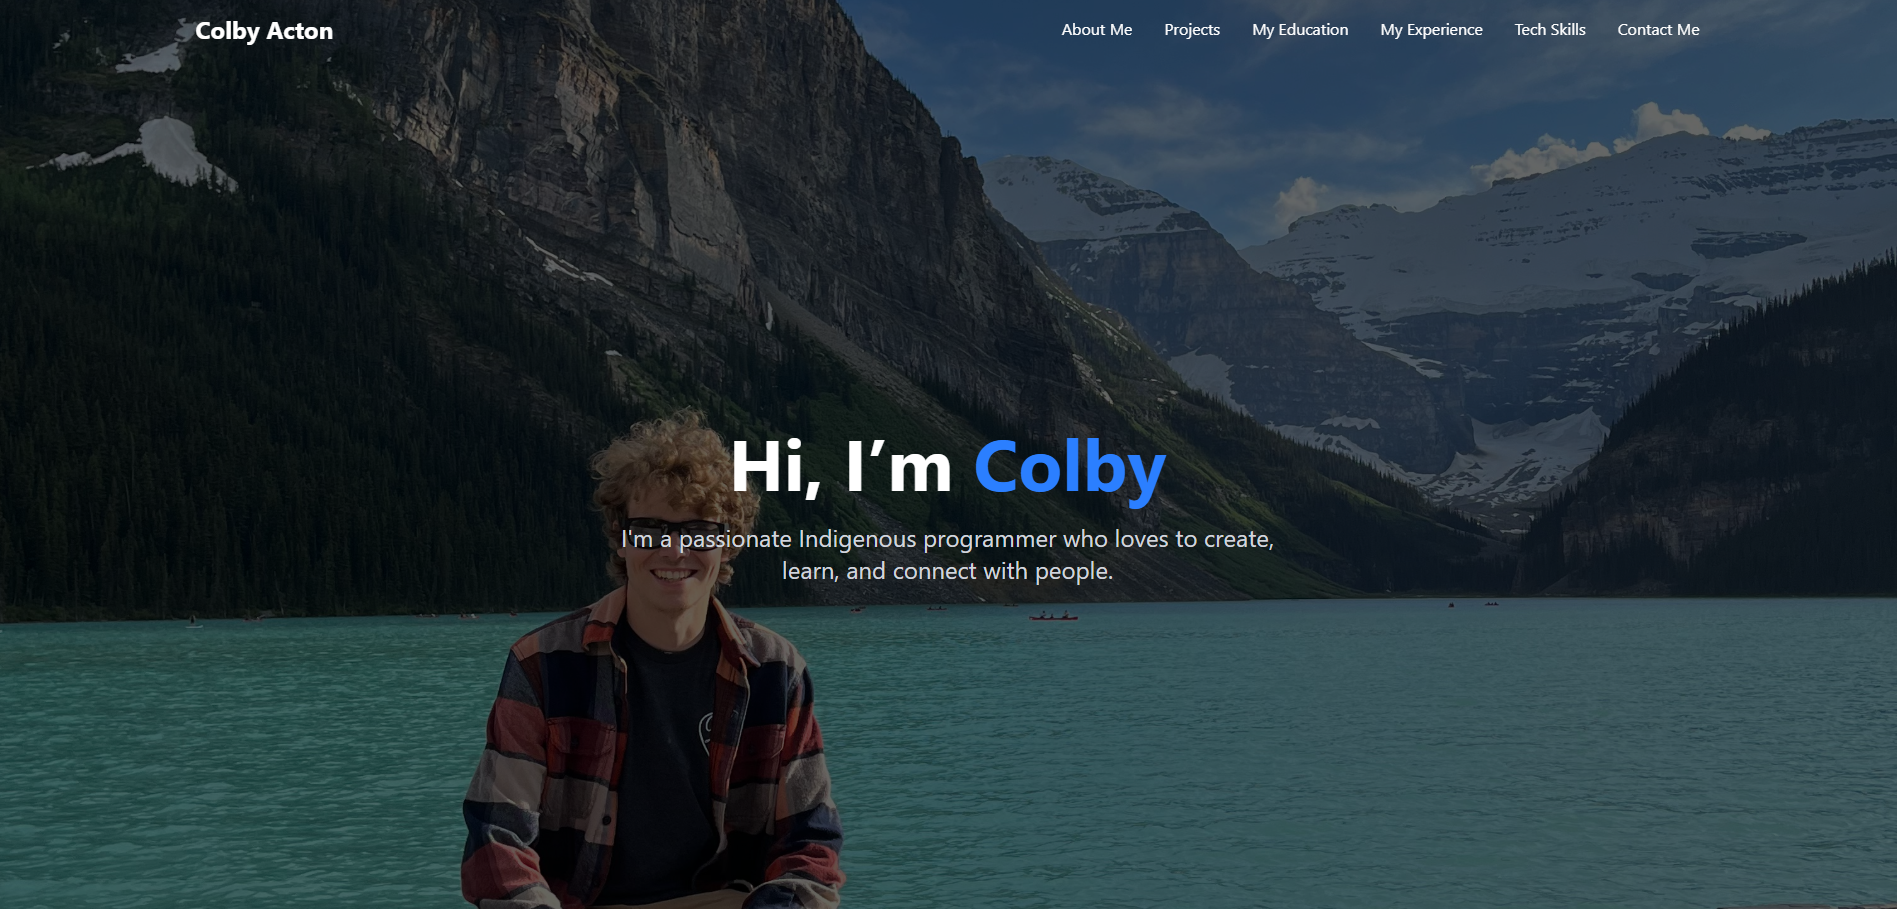 Colby Acton
About Me
Projects
My Education
My Experience
Tech Skills
Contact Me
Hi, I’m Colby
I'm a passionate Indigenous programmer who loves to create,
learn, and connect with people.